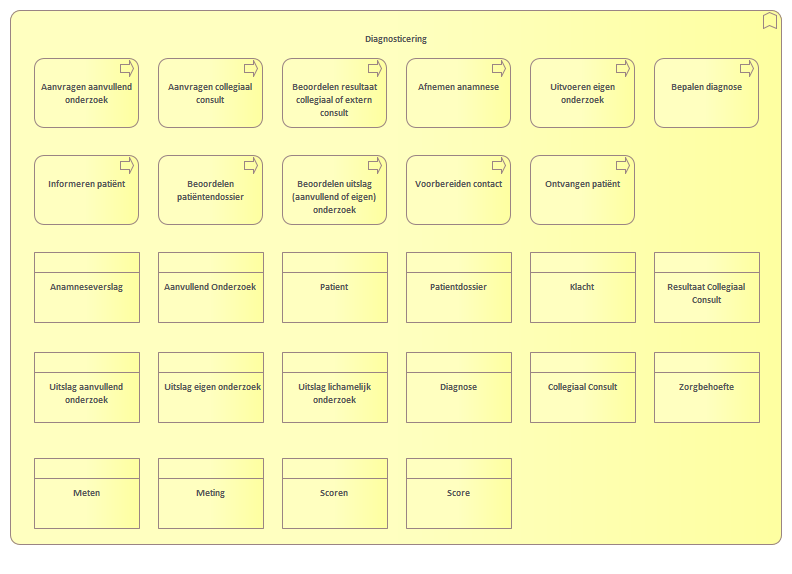 Diagnosticering
Aanvragen aanvullend
onderzoek
Aanvragen collegiaal
consult
Beoordelen resultaat
collegiaal of extern
consult
Afnemen anamnese
Uitvoeren eigen
onderzoek
Bepalen diagnose
Informeren patiënt
Beoordelen
patiëntendossier
Beoordelen uitslag
(aanvullend of eigen)
onderzoek
Voorbereiden contact
Ontvangen patiënt
Anamneseverslag
Aanvullend Onderzoek
Patient
Patientdossier
Klacht
Resultaat Collegiaal
Consult
Uitslag aanvullend
onderzoek
Uitslag eigen onderzoek
Uitslag lichamelijk
onderzoek
Diagnose
Collegiaal Consult
Zorgbehoefte
Meten
Meting
Scoren
Score